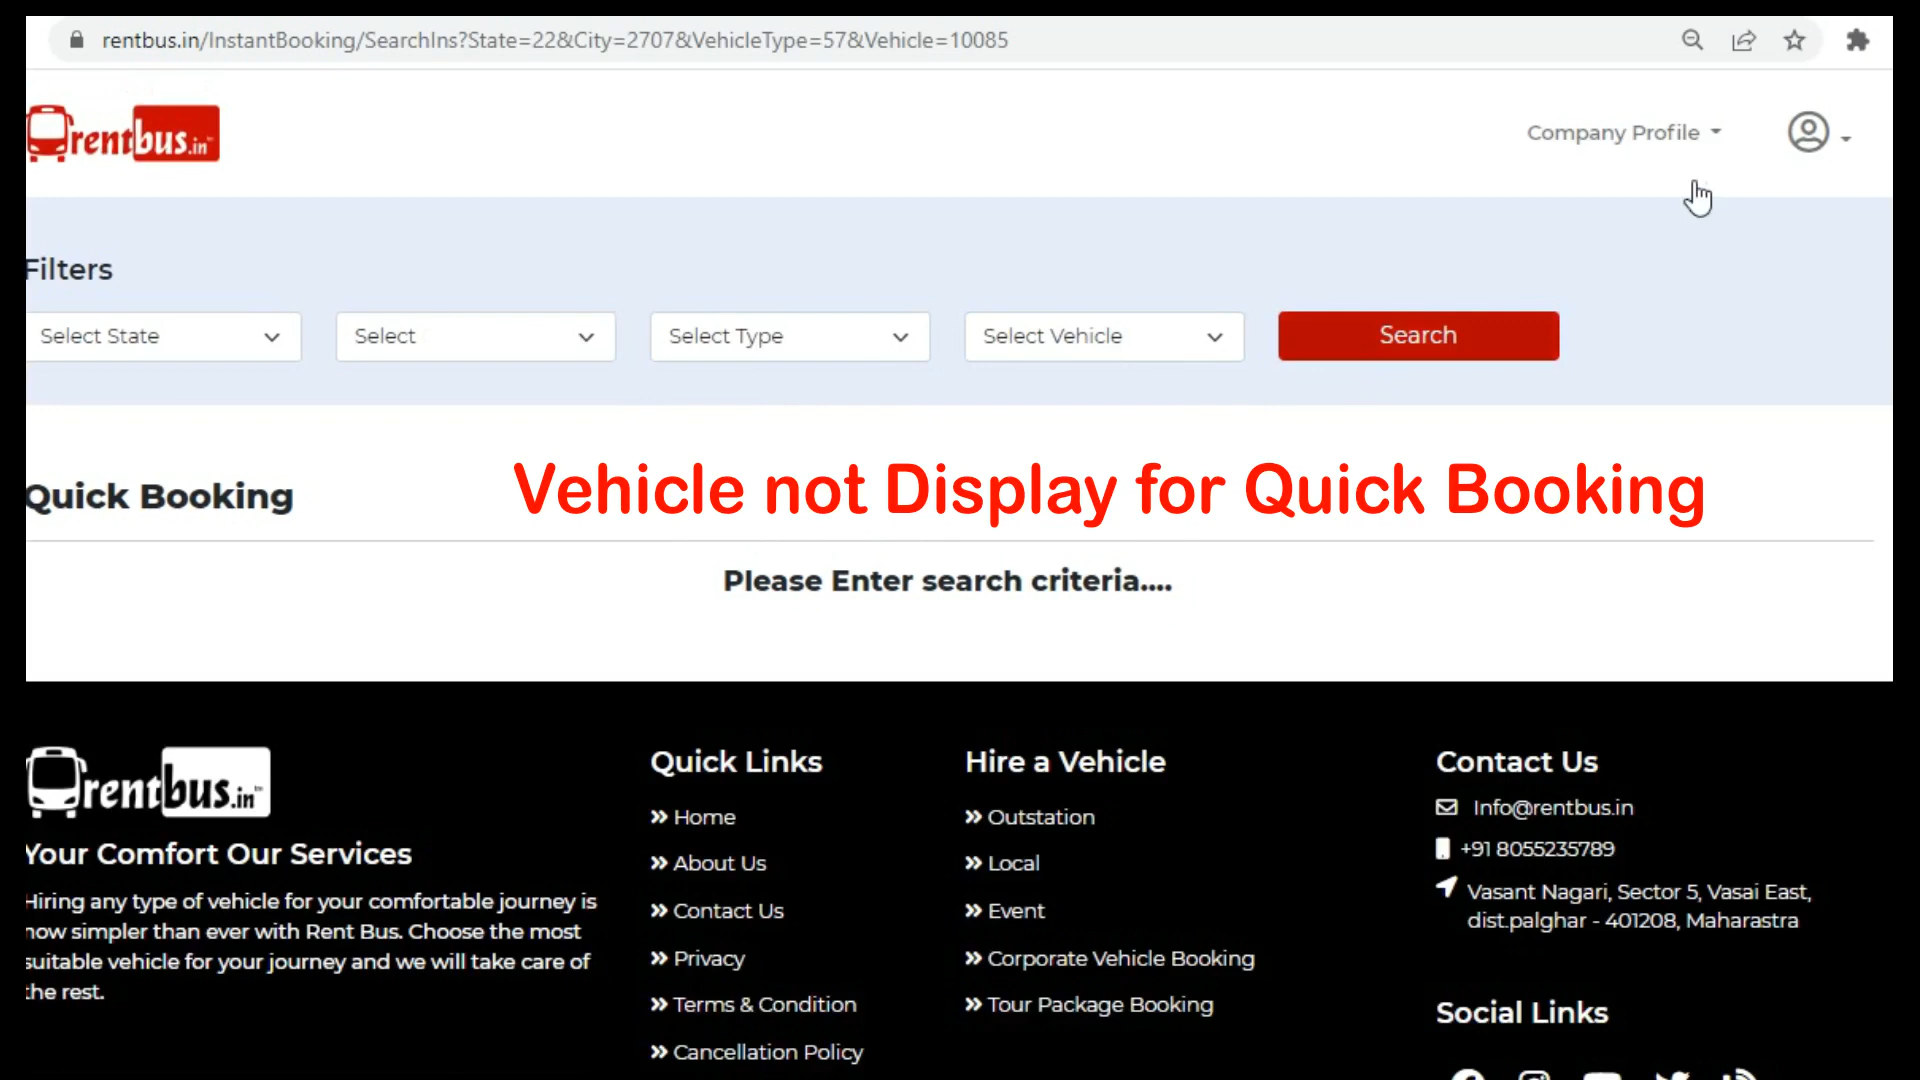 rentbus.in/InstantBooking/SearchIns?State=22&City=2707&VehicleType=57&Vehicle=10085
rentbus.in
Company Profile
Filters
Select State
Select
Select Type
Select Vehicle
Search
Quick Booking
Vehicle not Display for Quick Booking
Please Enter search criteria....
rentbus.in
Your Comfort Our Services
Hiring any type of vehicle for your comfortable journey is
now simpler than ever with Rent Bus. Choose the most
suitable vehicle for your journey and we will take care of
the rest.
Quick Links
Home
About Us
Contact Us
Privacy
Terms & Condition
Cancellation Policy
Hire a Vehicle
Outstation
Local
Event
Corporate Vehicle Booking
Tour Package Booking
Contact Us
Info@rentbus.in
+91 8055235789
Vasant Nagari, Sector 5, Vasai East,
dist.palghar - 401208, Maharastra
Social Links